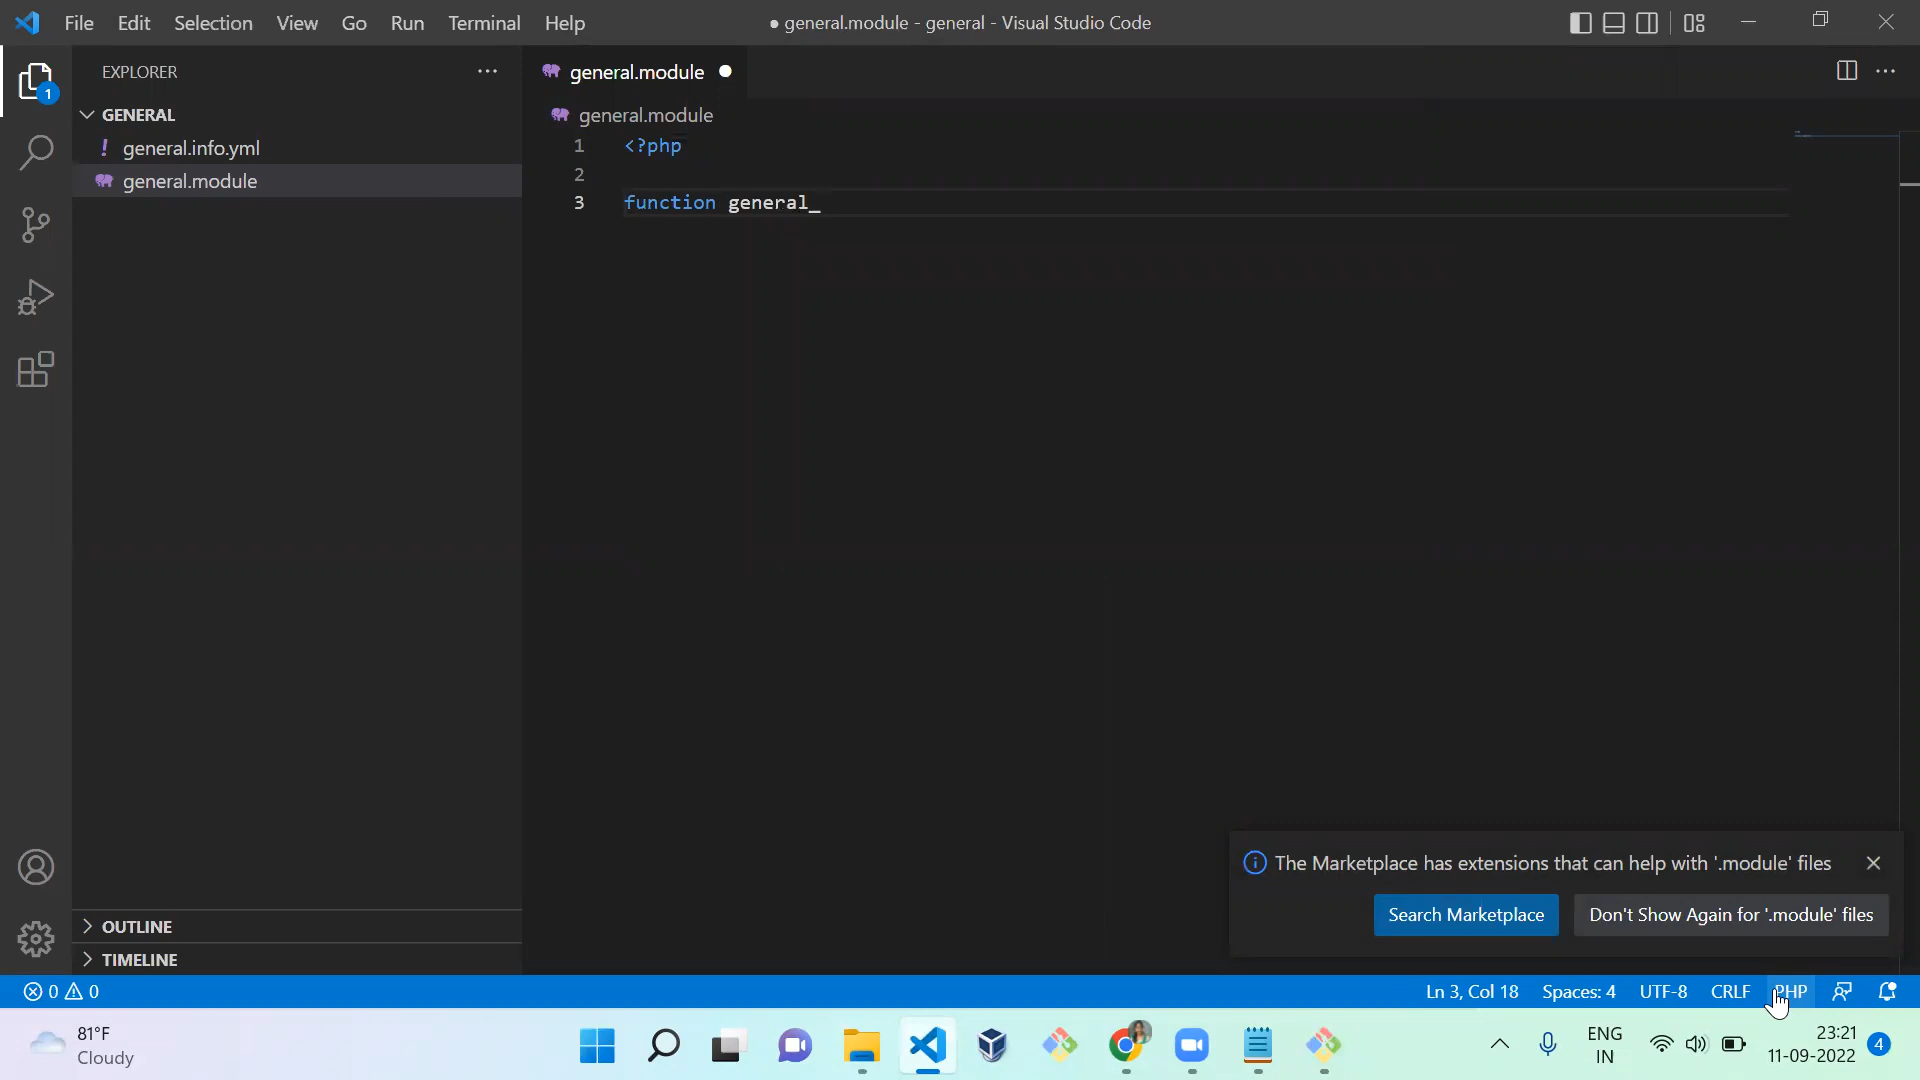 File Edit Selection View Go Run Terminal Help
● general.module - general - Visual Studio Code
EXPLORER
GENERAL
! general.info.yml
general.module
OUTLINE
TIMELINE
general.module
general.module
1 <?php
2
3 function general_
The Marketplace has extensions that can help with '.module' files
Search Marketplace
Don't Show Again for '.module' files
1
0 0
Ln 3, Col 18 Spaces: 4 UTF-8 CRLF PHP
81°F
Cloudy
ENG
IN
23:21
11-09-2022
4